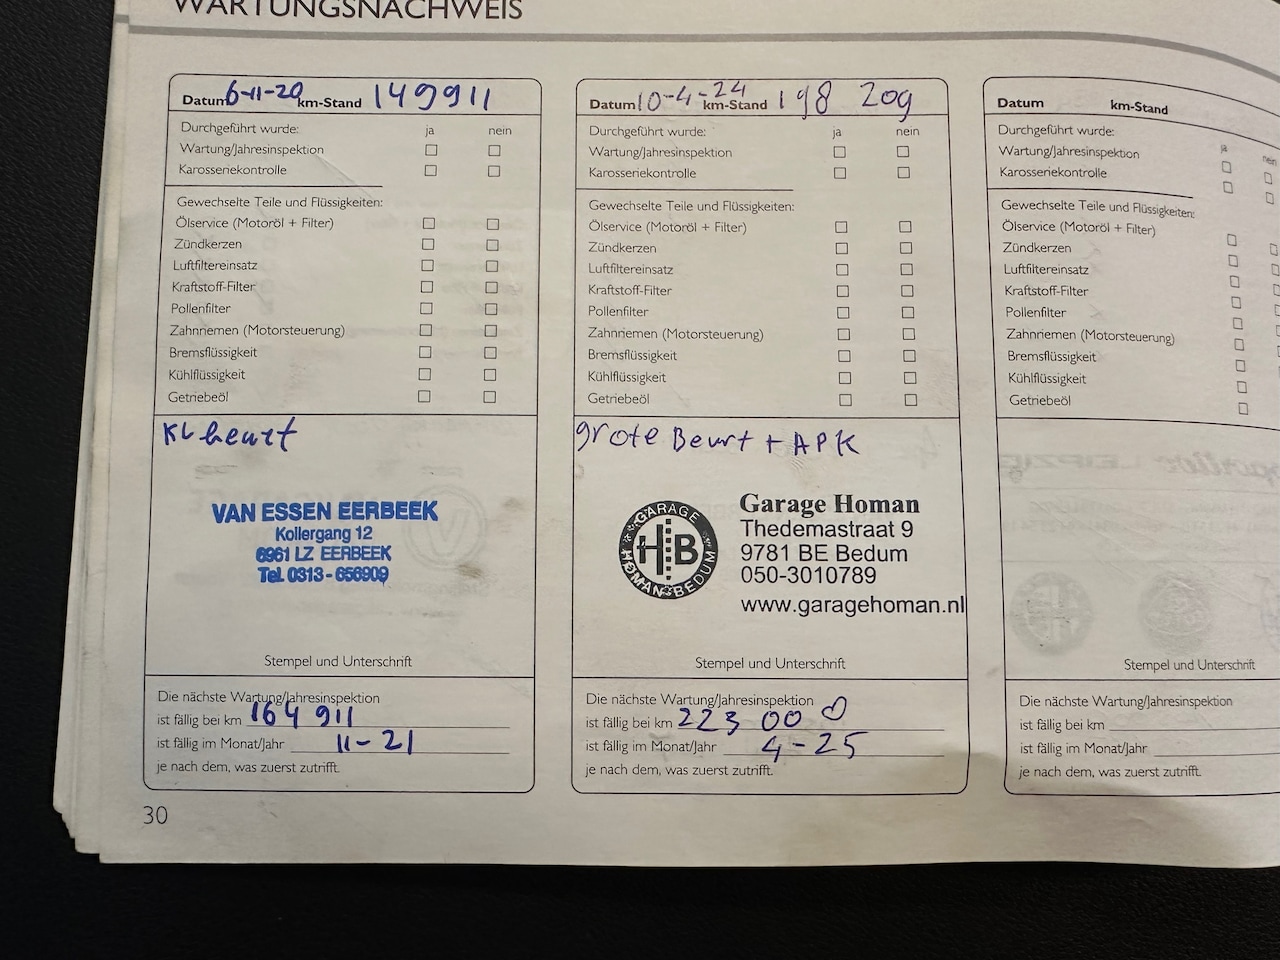 WARTUNGSNACHWEIS
Datum 6-11-20 km-Stand 149911
Durchgeführt wurde: ja nein
Wartung/Jahresinspektion
Karosseriekontrolle
Gewechselte Teile und Flüssigkeiten:
Ölservice (Motoröl + Filter)
Zündkerzen
Luftfiltereinsatz
Kraftstoff-Filter
Pollenfilter
Zahnriemen (Motorsteuerung)
Bremsflüssigkeit
Kühlflüssigkeit
Getriebeöl
KL beurt
VAN ESSEN EERBEEK
Kollergang 12
6961 LZ EERBEEK
Tel. 0313-656909
Stempel und Unterschrift
Die nächste Wartung/Jahresinspektion
ist fällig bei km 164 911
ist fällig im Monat/Jahr 11-21
je nach dem, was zuerst zutrifft.
30
Datum 10-4-24 km-Stand 198 209
Durchgeführt wurde: ja nein
Wartung/Jahresinspektion
Karosseriekontrolle
Gewechselte Teile und Flüssigkeiten:
Ölservice (Motoröl + Filter)
Zündkerzen
Luftfiltereinsatz
Kraftstoff-Filter
Pollenfilter
Zahnriemen (Motorsteuerung)
Bremsflüssigkeit
Kühlflüssigkeit
Getriebeöl
grote Beurt + APK
GARAGE
HB
HOMAN BEDUM
Garage Homan
Thedemastraat 9
9781 BE Bedum
050-3010789
www.garagehoman.nl
Stempel und Unterschrift
Die nächste Wartung/Jahresinspektion
ist fällig bei km 223 000
ist fällig im Monat/Jahr 4-25
je nach dem, was zuerst zutrifft.
Datum km-Stand
Durchgeführt wurde: ja nein
Wartung/Jahresinspektion
Karosseriekontrolle
Gewechselte Teile und Flüssigkeiten:
Ölservice (Motoröl + Filter)
Zündkerzen
Luftfiltereinsatz
Kraftstoff-Filter
Pollenfilter
Zahnriemen (Motorsteuerung)
Bremsflüssigkeit
Kühlflüssigkeit
Getriebeöl
Stempel und Unterschrift
Die nächste Wartung/Jahresinspektion
ist fällig bei km
ist fällig im Monat/Jahr
je nach dem, was zuerst zutrifft.